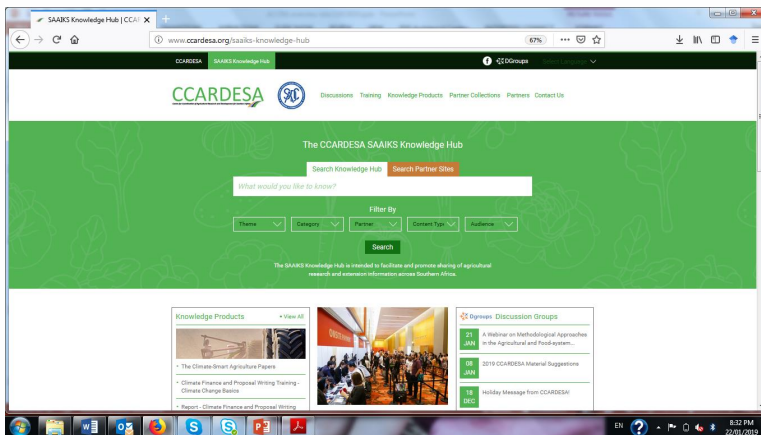 SAAIKS Knowledge Hub | CCAR
www.ccardesa.org/saaiks-knowledge-hub
67%
CCARDESA
SAAIKS Knowledge Hub
DGroups
Select Language
CCARDESA
Discussions Training Knowledge Products Partner Collections Partners Contact Us
The CCARDESA SAAIKS Knowledge Hub
Search Knowledge Hub
Search Partner Sites
What would you like to know?
Filter By
Theme
Category
Partner
Content Type
Audience
Search
The SAAIKS Knowledge Hub is intended to facilitate and promote sharing of agricultural
research and extension information across Southern Africa.
Knowledge Products
View All
The Climate-Smart Agriculture Papers
Climate Finance and Proposal Writing Training -
Climate Change Basics
Report - Climate Finance and Proposal Writing
Dgroups Discussion Groups
21
JAN
A Webinar on Methodological Approaches
in the Agricultural and Food-system...
08
JAN
2019 CCARDESA Material Suggestions
18
DEC
Holiday Message from CCARDESA!
EN
8:32 PM
22/01/2019